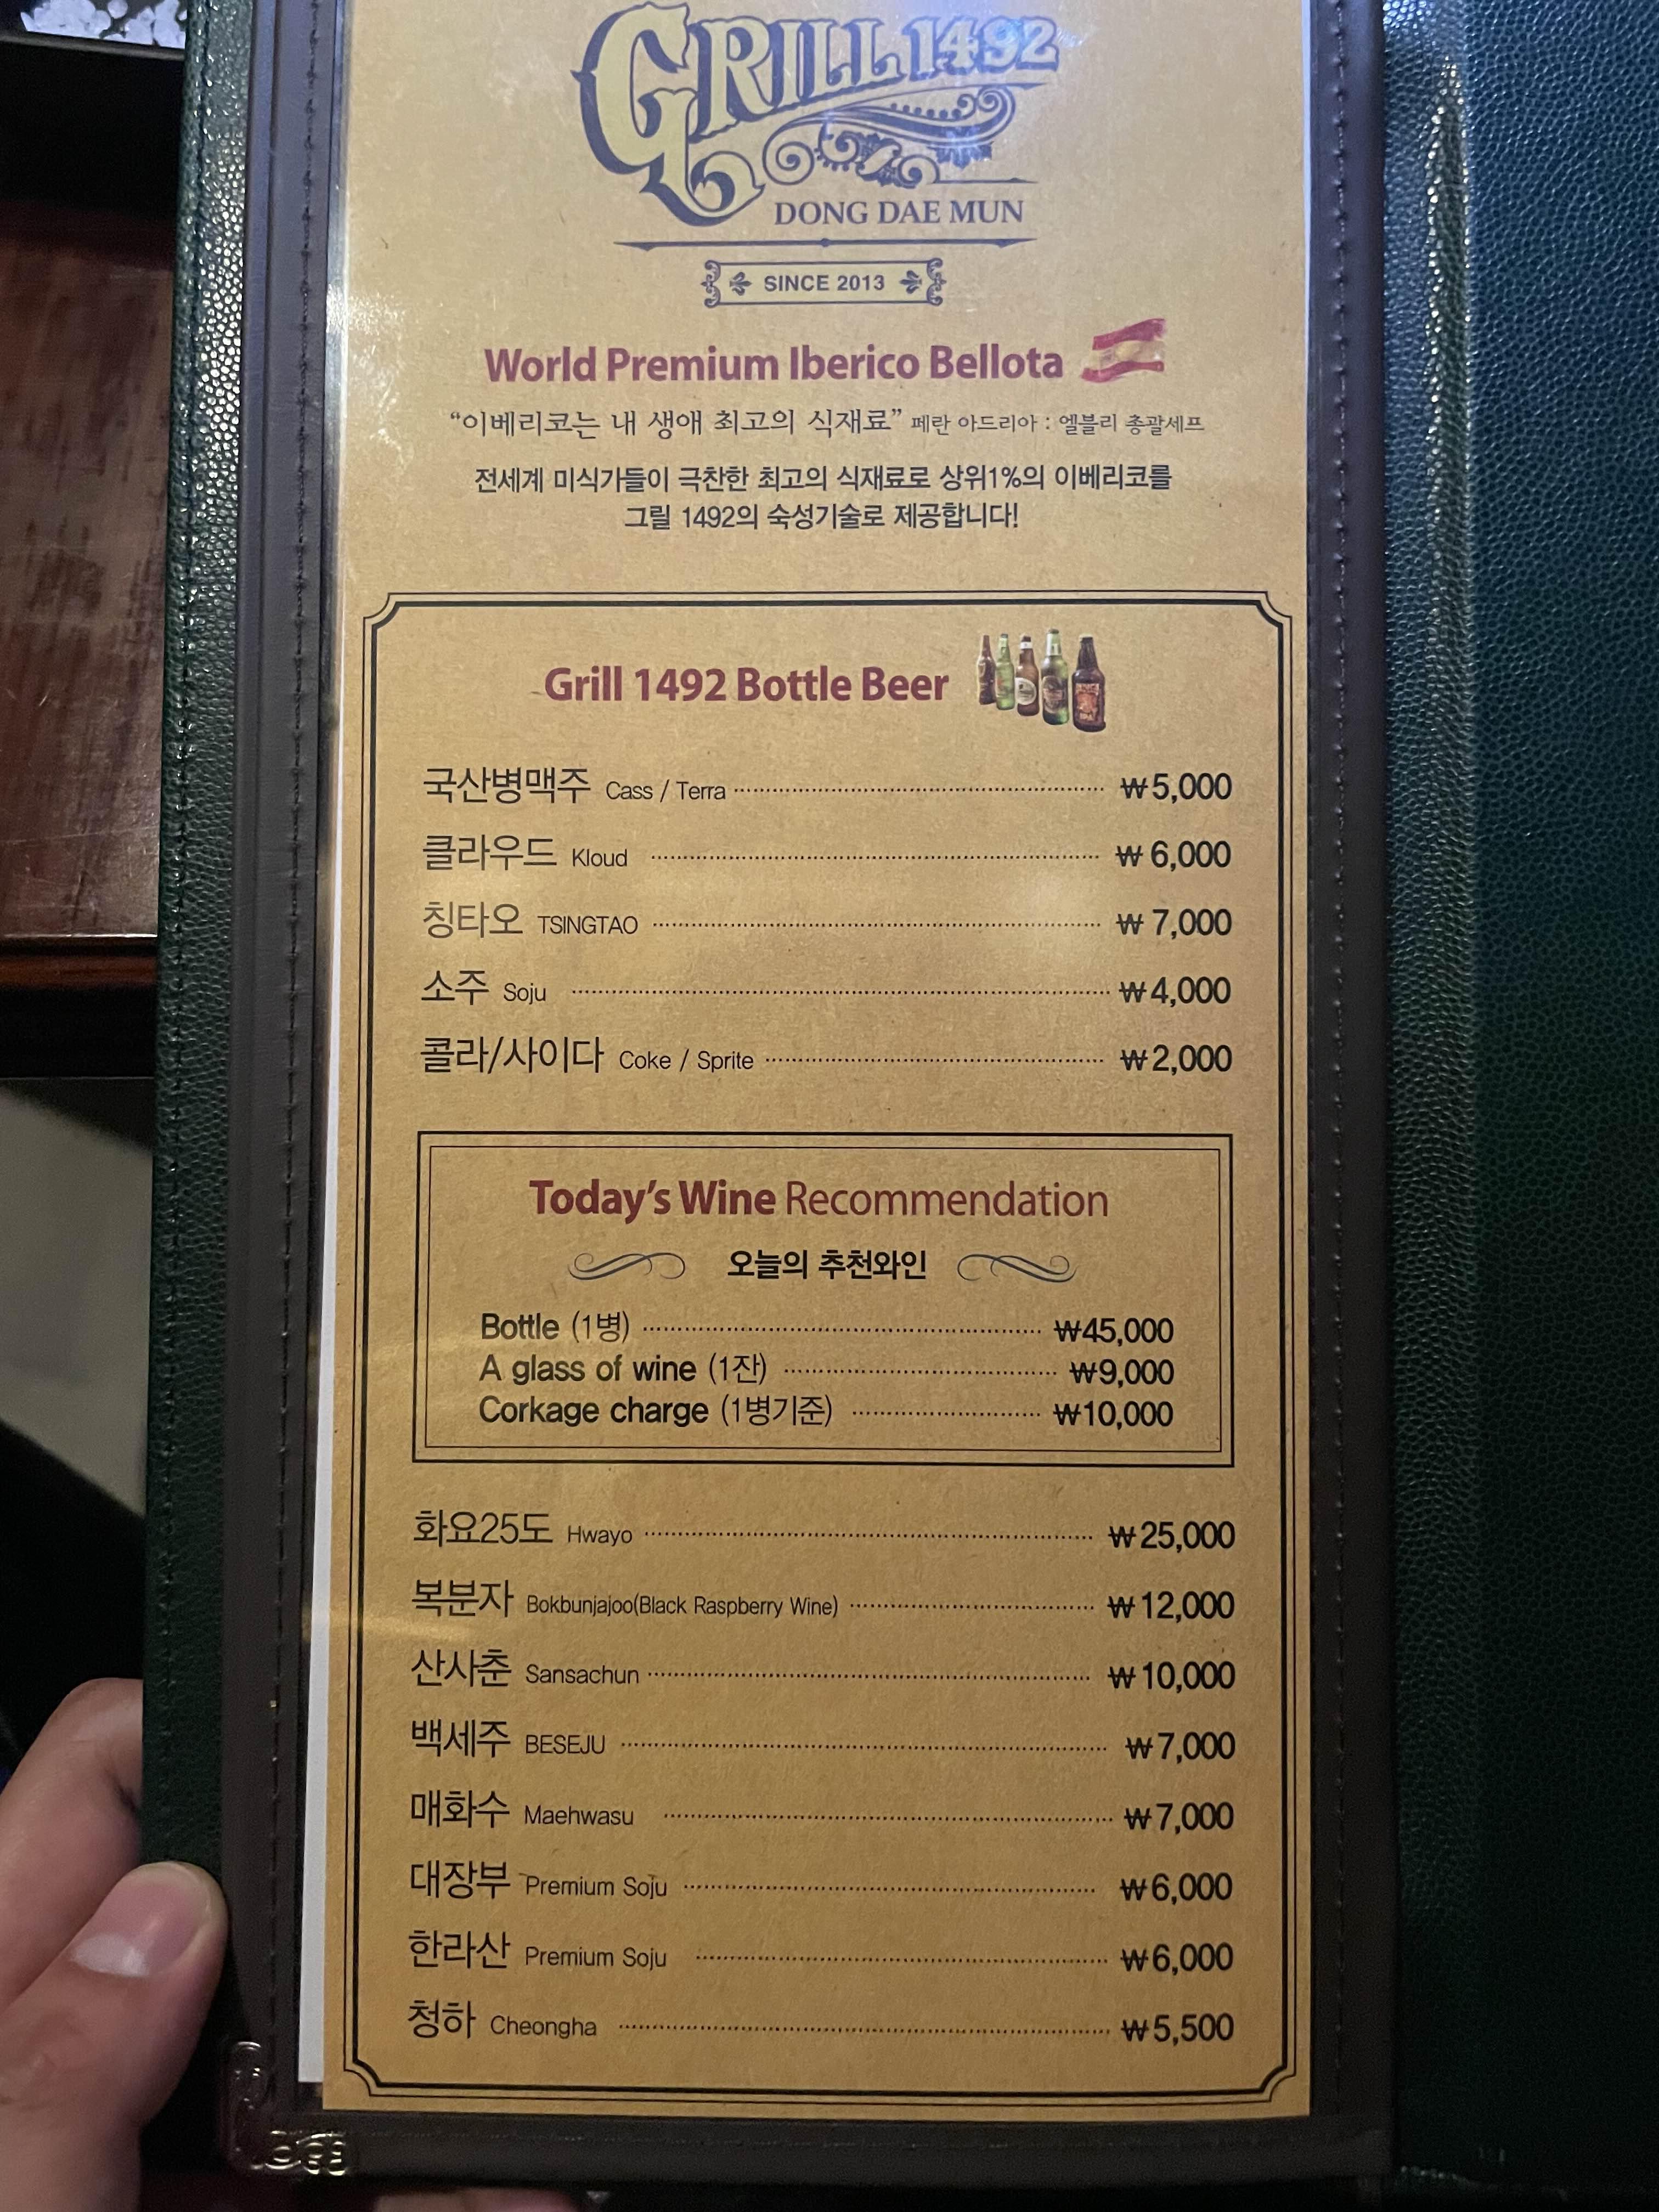 GRILL 1492
DONG DAE MUN
SINCE 2013
World Premium Iberico Bellota
“이베리코는 내 생애 최고의 식재료” 페란 아드리아 : 엘블리 총괄셰프
전세계 미식가들이 극찬한 최고의 식재료로 상위1%의 이베리코를
그릴 1492의 숙성기술로 제공합니다!
Grill 1492 Bottle Beer
국산병맥주 Cass / Terra ₩5,000
클라우드 Kloud ₩6,000
칭타오 TSINGTAO ₩7,000
소주 Soju ₩4,000
콜라/사이다 Coke / Sprite ₩2,000
Today's Wine Recommendation
오늘의 추천와인
Bottle (1병) ₩45,000
A glass of wine (1잔) ₩9,000
Corkage charge (1병기준) ₩10,000
화요25도 Hwayo ₩25,000
복분자 Bokbunjajoo(Black Raspberry Wine) ₩12,000
산사춘 Sansachun ₩10,000
백세주 BESEJU ₩7,000
매화수 Maehwasu ₩7,000
대장부 Premium Soju ₩6,000
한라산 Premium Soju ₩6,000
청하 Cheongha ₩5,500